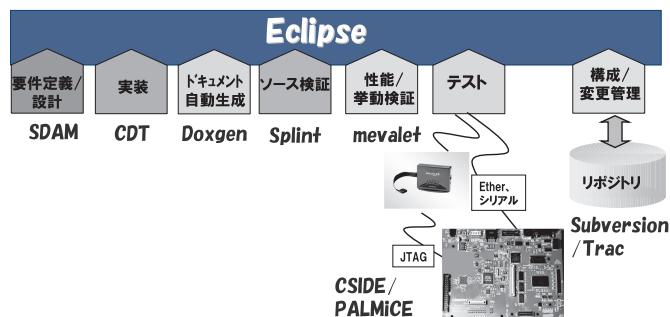 Eclipse
要件定義/
設計
実装
ドキュメント
自動生成
ソース検証
性能/
挙動検証
テスト
構成/
変更管理
SDAM
CDT
Doxgen
Splint
mevalet
Ether、
シリアル
リポジトリ
JTAG
Subversion
/Trac
CSIDE/
PALMiCE